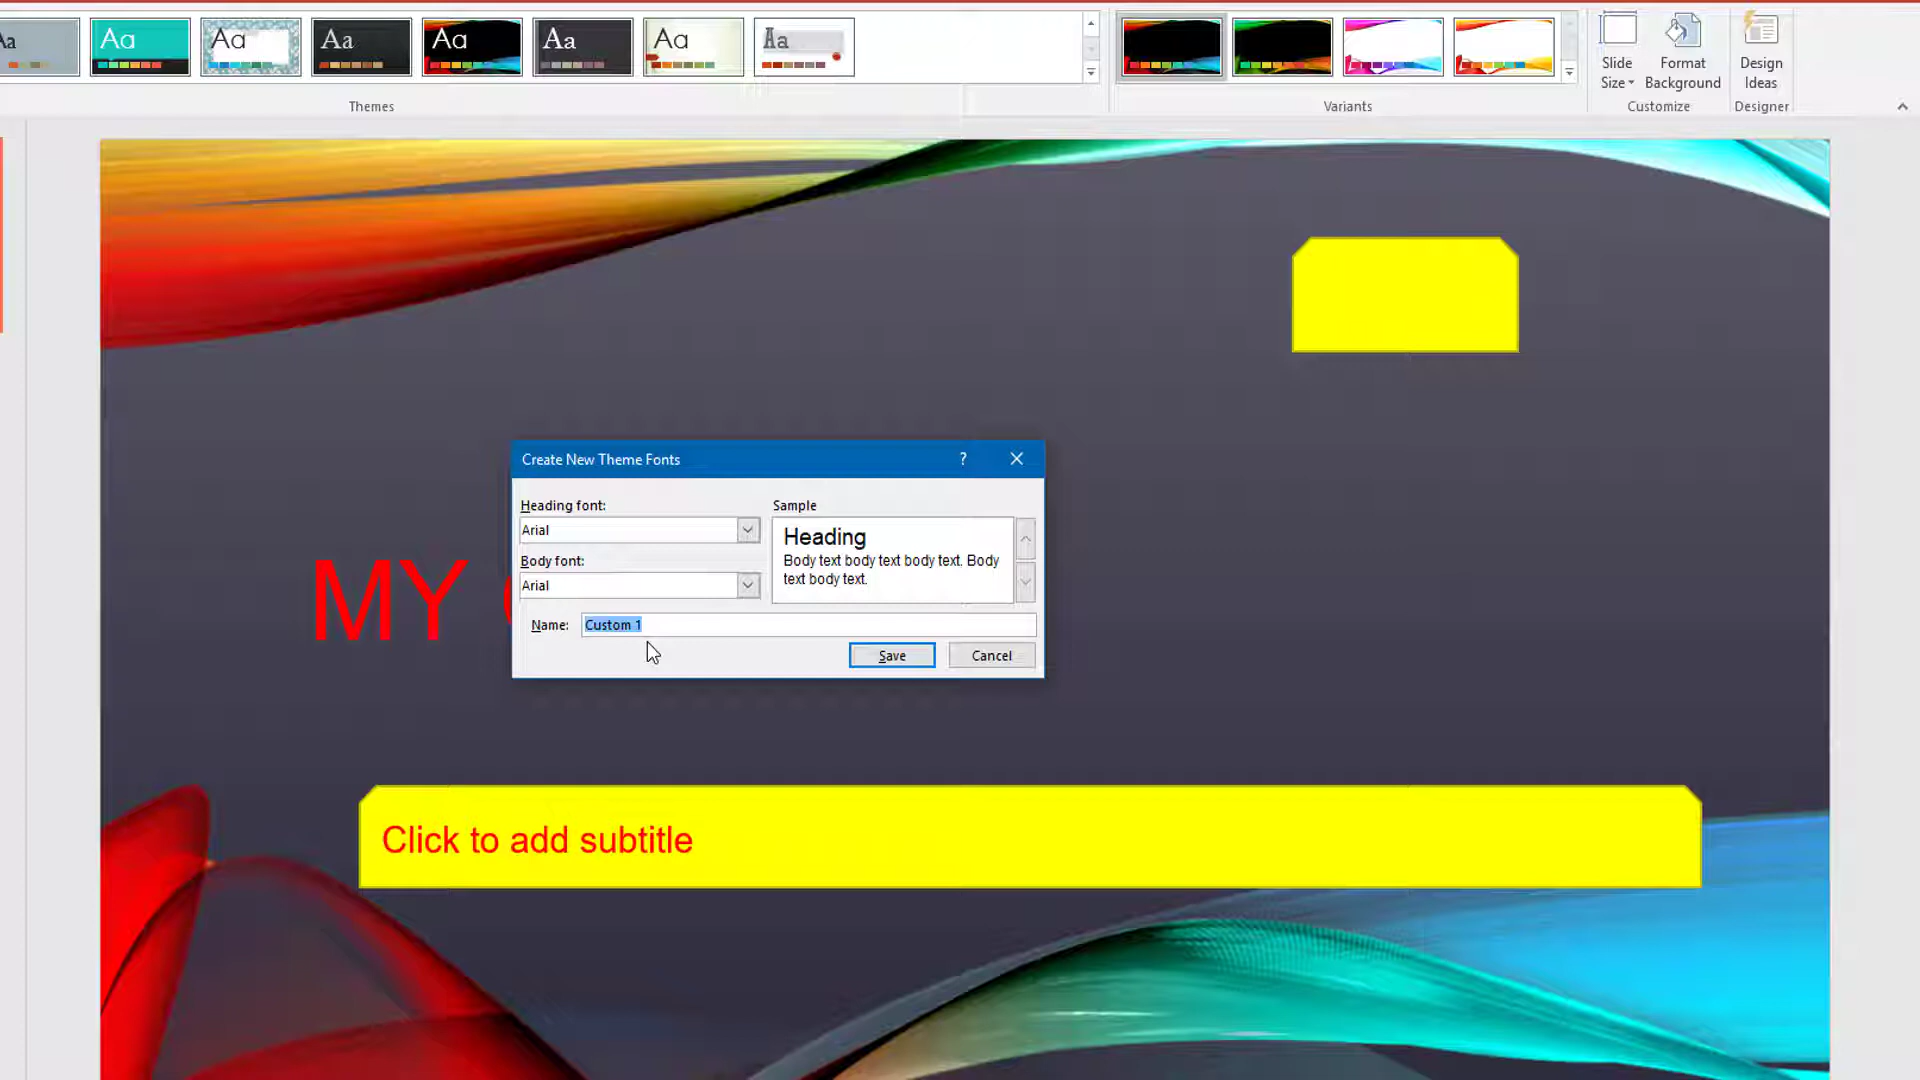 Aa
Aa
Aa
Aa
Aa
Aa
Aa
Aa
Slide
Size
Format
Background
Design
Ideas
Themes
Variants
Customize
Designer
Create New Theme Fonts
?
Heading font:
Sample
Arial
Heading
Body text body text body text. Body
text body text.
Body font:
Arial
MY
Name:
Custom 1
Save
Cancel
Click to add subtitle